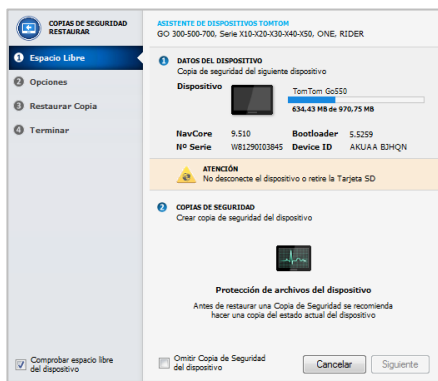 COPIAS DE SEGURIDAD
RESTAURAR
1 Espacio Libre
2 Opciones
3 Restaurar Copia
4 Terminar
Comprobar espacio libre
del dispositivo
ASISTENTE DE DISPOSITIVOS TOMTOM
GO 300-500-700, Serie X10-X20-X30-X40-X50, ONE, RIDER
1 DATOS DEL DISPOSITIVO
Copia de seguridad del siguiente dispositivo
Dispositivo
TomTom Go550
634,43 MB de 970,75 MB
NavCore 9.510 Bootloader 5.5259
Nº Serie W81290I03845 Device ID AKUAA BJHQN
ATENCIÓN
No desconecte el dispositivo o retire la Tarjeta SD
2 COPIAS DE SEGURIDAD
Crear copia de seguridad del dispositivo
Protección de archivos del dispositivo
Antes de restaurar una Copia de Seguridad se recomienda
hacer una copia del estado actual del dispositivo
Omitir Copia de Seguridad
del dispositivo
Cancelar
Siguiente